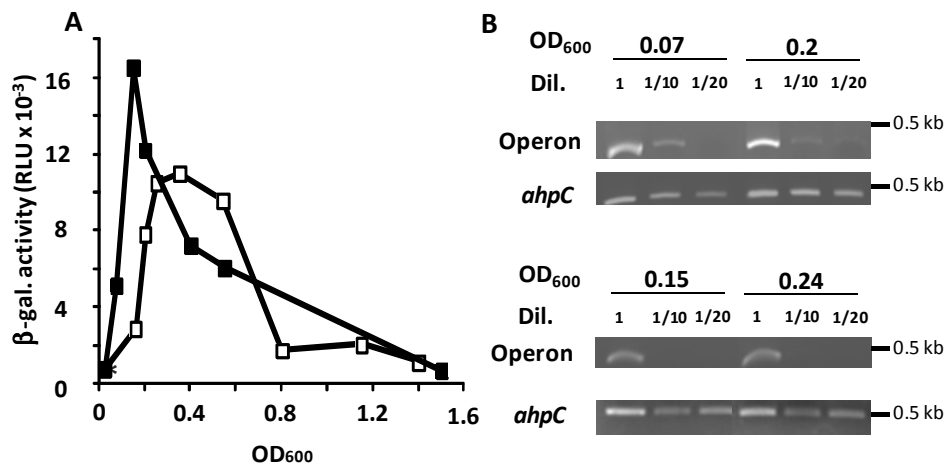 A
β-gal. activity (RLU x 10-3)
16
12
8
4
0
0
0.4
0.8
1.2
1.6
OD600
*
B
OD600 0.07 0.2
Dil. 1 1/10 1/20 1 1/10 1/20
Operon 0.5 kb
ahpC 0.5 kb
OD600 0.15 0.24
Dil. 1 1/10 1/20 1 1/10 1/20
Operon 0.5 kb
ahpC 0.5 kb